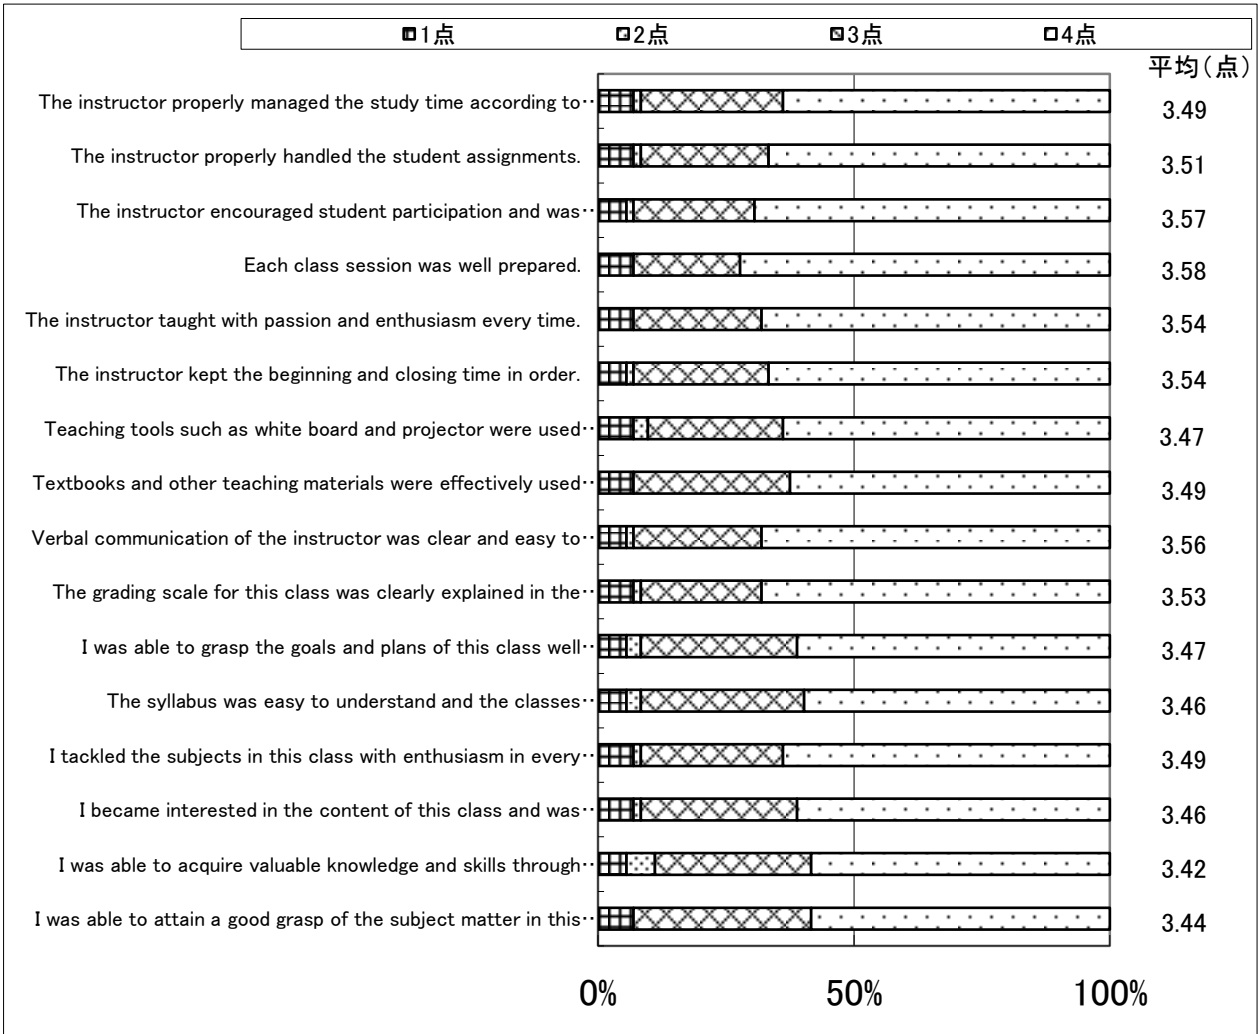 1点 2点 3点 4点
平均(点)
The instructor properly managed the study time according to‥ 3.49
The instructor properly handled the student assignments. 3.51
The instructor encouraged student participation and was‥ 3.57
Each class session was well prepared. 3.58
The instructor taught with passion and enthusiasm every time. 3.54
The instructor kept the beginning and closing time in order. 3.54
Teaching tools such as white board and projector were used‥ 3.47
Textbooks and other teaching materials were effectively used‥ 3.49
Verbal communication of the instructor was clear and easy to‥ 3.56
The grading scale for this class was clearly explained in the‥ 3.53
I was able to grasp the goals and plans of this class well‥ 3.47
The syllabus was easy to understand and the classes‥ 3.46
I tackled the subjects in this class with enthusiasm in every‥ 3.49
I became interested in the content of this class and was‥ 3.46
I was able to acquire valuable knowledge and skills through‥ 3.42
I was able to attain a good grasp of the subject matter in this‥ 3.44
0% 50% 100%